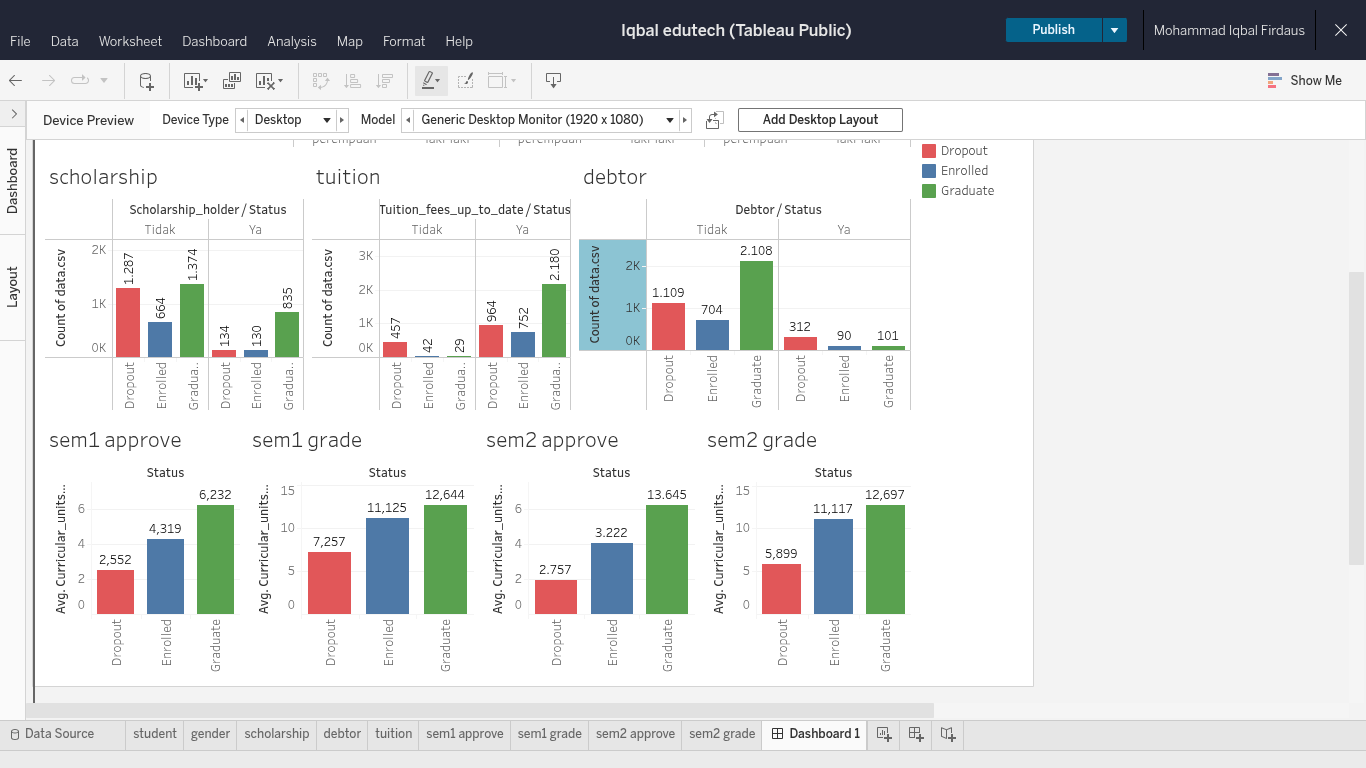 Iqbal edutech (Tableau Public)
Publish
Mohammad Iqbal Firdaus
File Data Worksheet Dashboard Analysis Map Format Help
Show Me
Device Preview Device Type Desktop Model Generic Desktop Monitor (1920 x 1080) Add Desktop Layout
Dashboard
Layout
perempuan laki-laki perempuan laki-laki perempuan laki-laki
Dropout
Enrolled
Graduate
scholarship
Scholarship_holder / Status
Tidak Ya
Count of data.csv
2K
1K
0K
1.287 664 1.374 134 130 835
Dropout Enrolled Gradua.. Dropout Enrolled Gradua..
tuition
Tuition_fees_up_to_date / Status
Tidak Ya
Count of data.csv
3K
2K
1K
0K
457 42 29 964 752 2.180
Dropout Enrolled Gradua.. Dropout Enrolled Gradua..
debtor
Debtor / Status
Tidak Ya
Count of data.csv
2K
1K
0K
1.109 704 2.108 312 90 101
Dropout Enrolled Graduate Dropout Enrolled Graduate
sem1 approve
Status
Avg. Curricular_units...
6
4
2
0
2,552 4,319 6,232
Dropout Enrolled Graduate
sem1 grade
Status
Avg. Curricular_units...
15
10
5
0
7,257 11,125 12,644
Dropout Enrolled Graduate
sem2 approve
Status
Avg. Curricular_units...
6
4
2
0
2.757 3.222 13.645
Dropout Enrolled Graduate
sem2 grade
Status
Avg. Curricular_units...
15
10
5
0
5,899 11,117 12,697
Dropout Enrolled Graduate
Data Source student gender scholarship debtor tuition sem1 approve sem1 grade sem2 approve sem2 grade Dashboard 1